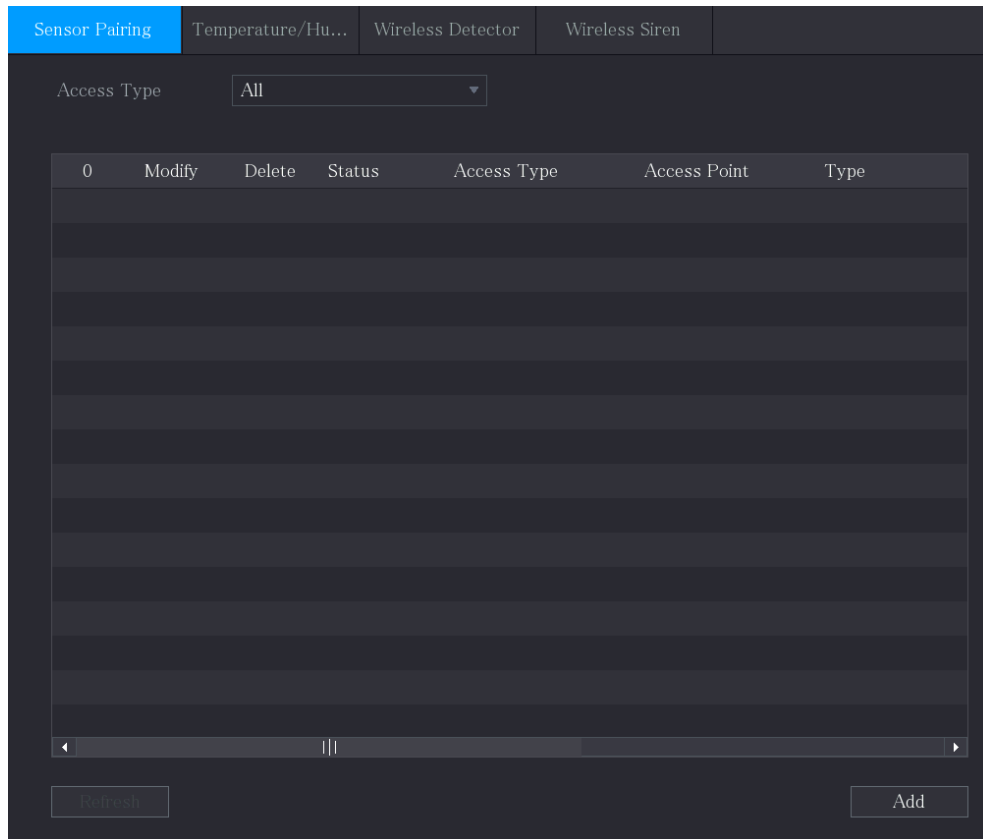 Sensor Pairing Temperature/Hu... Wireless Detector Wireless Siren
Access Type All
0 Modify Delete Status Access Type Access Point Type
Refresh Add